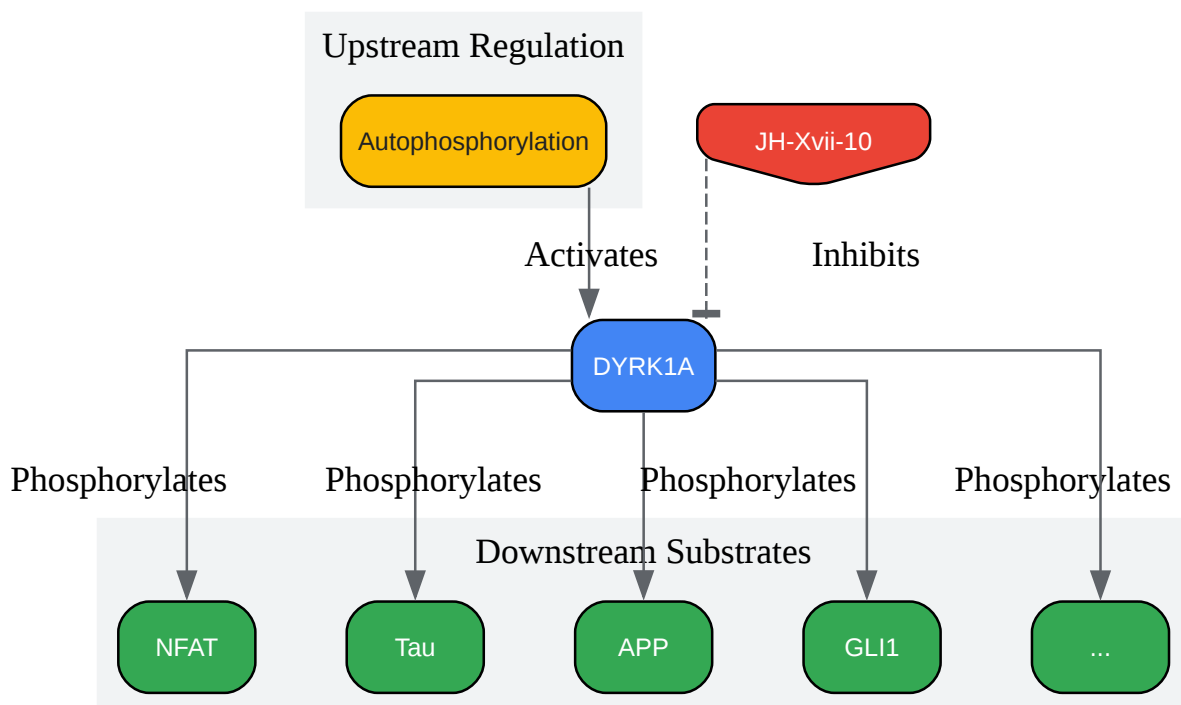 Upstream Regulation
Autophosphorylation
JH-Xvii-10
Activates
Inhibits
DYRK1A
Phosphorylates
Phosphorylates
Phosphorylates
Phosphorylates
Downstream Substrates
NFAT
Tau
APP
GLI1
...